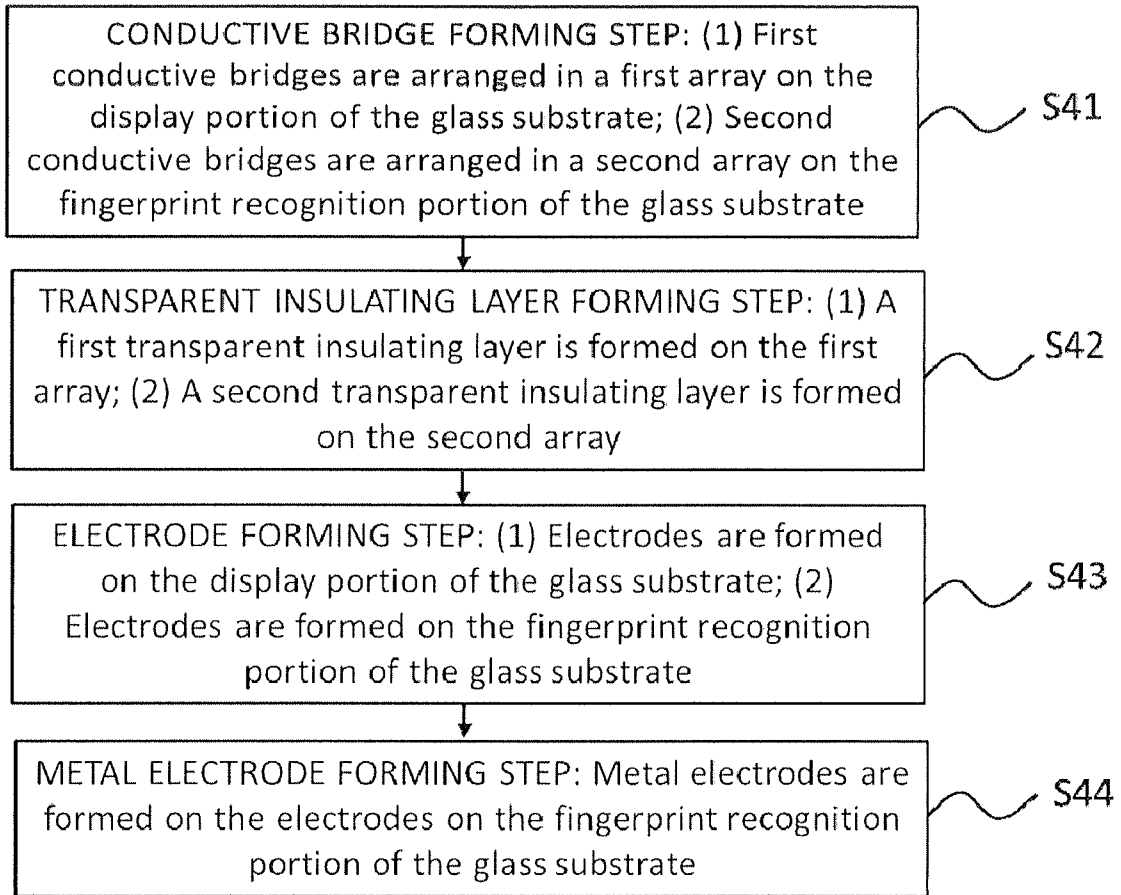 CONDUCTIVE BRIDGE FORMING STEP: (1) First
conductive bridges are arranged in a first array on the
display portion of the glass substrate; (2) Second
conductive bridges are arranged in a second array on the
fingerprint recognition portion of the glass substrate
S41
TRANSPARENT INSULATING LAYER FORMING STEP: (1) A
first transparent insulating layer is formed on the first
array; (2) A second transparent insulating layer is formed
on the second array
S42
ELECTRODE FORMING STEP: (1) Electrodes are formed
on the display portion of the glass substrate; (2)
Electrodes are formed on the fingerprint recognition
portion of the glass substrate
S43
METAL ELECTRODE FORMING STEP: Metal electrodes are
formed on the electrodes on the fingerprint recognition
portion of the glass substrate
S44